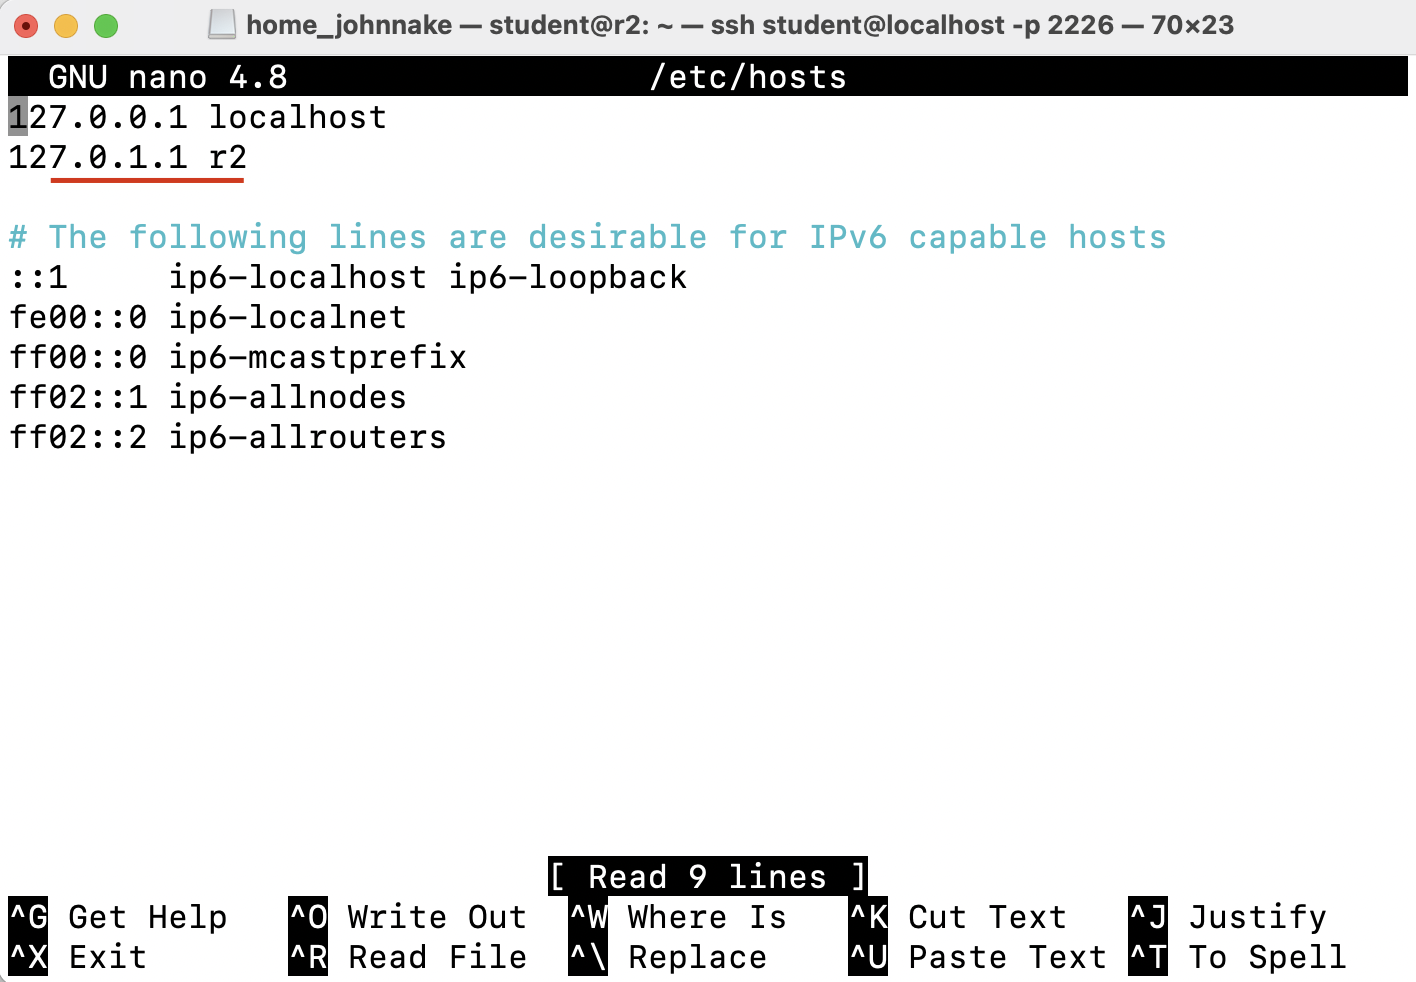 home_johnnake — student@r2: ~ — ssh student@localhost -p 2226 — 70×23
GNU nano 4.8 /etc/hosts
127.0.0.1 localhost
127.0.1.1 r2
# The following lines are desirable for IPv6 capable hosts
::1     ip6-localhost ip6-loopback
fe00::0 ip6-localnet
ff00::0 ip6-mcastprefix
ff02::1 ip6-allnodes
ff02::2 ip6-allrouters
[ Read 9 lines ]
^G Get Help   ^O Write Out  ^W Where Is   ^K Cut Text   ^J Justify
^X Exit       ^R Read File  ^\ Replace    ^U Paste Text ^T To Spell